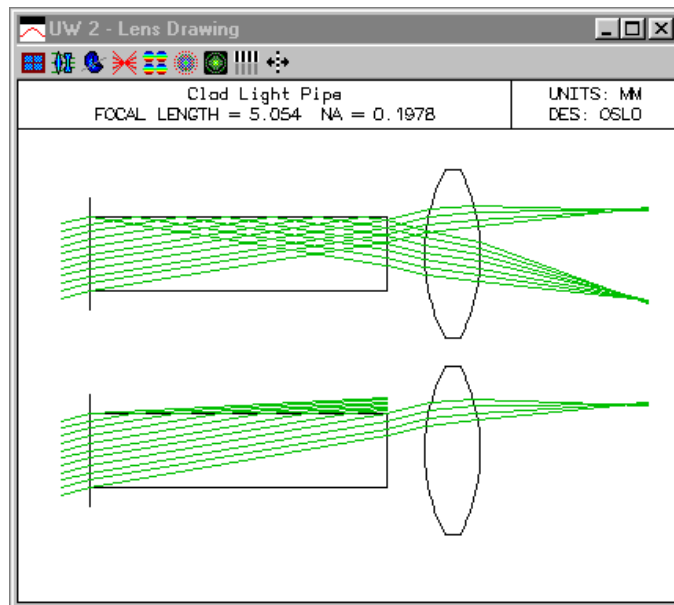 UW 2 - Lens Drawing
Clad Light Pipe
FOCAL LENGTH = 5.054 NA = 0.1978
UNITS: MM
DES: OSLO